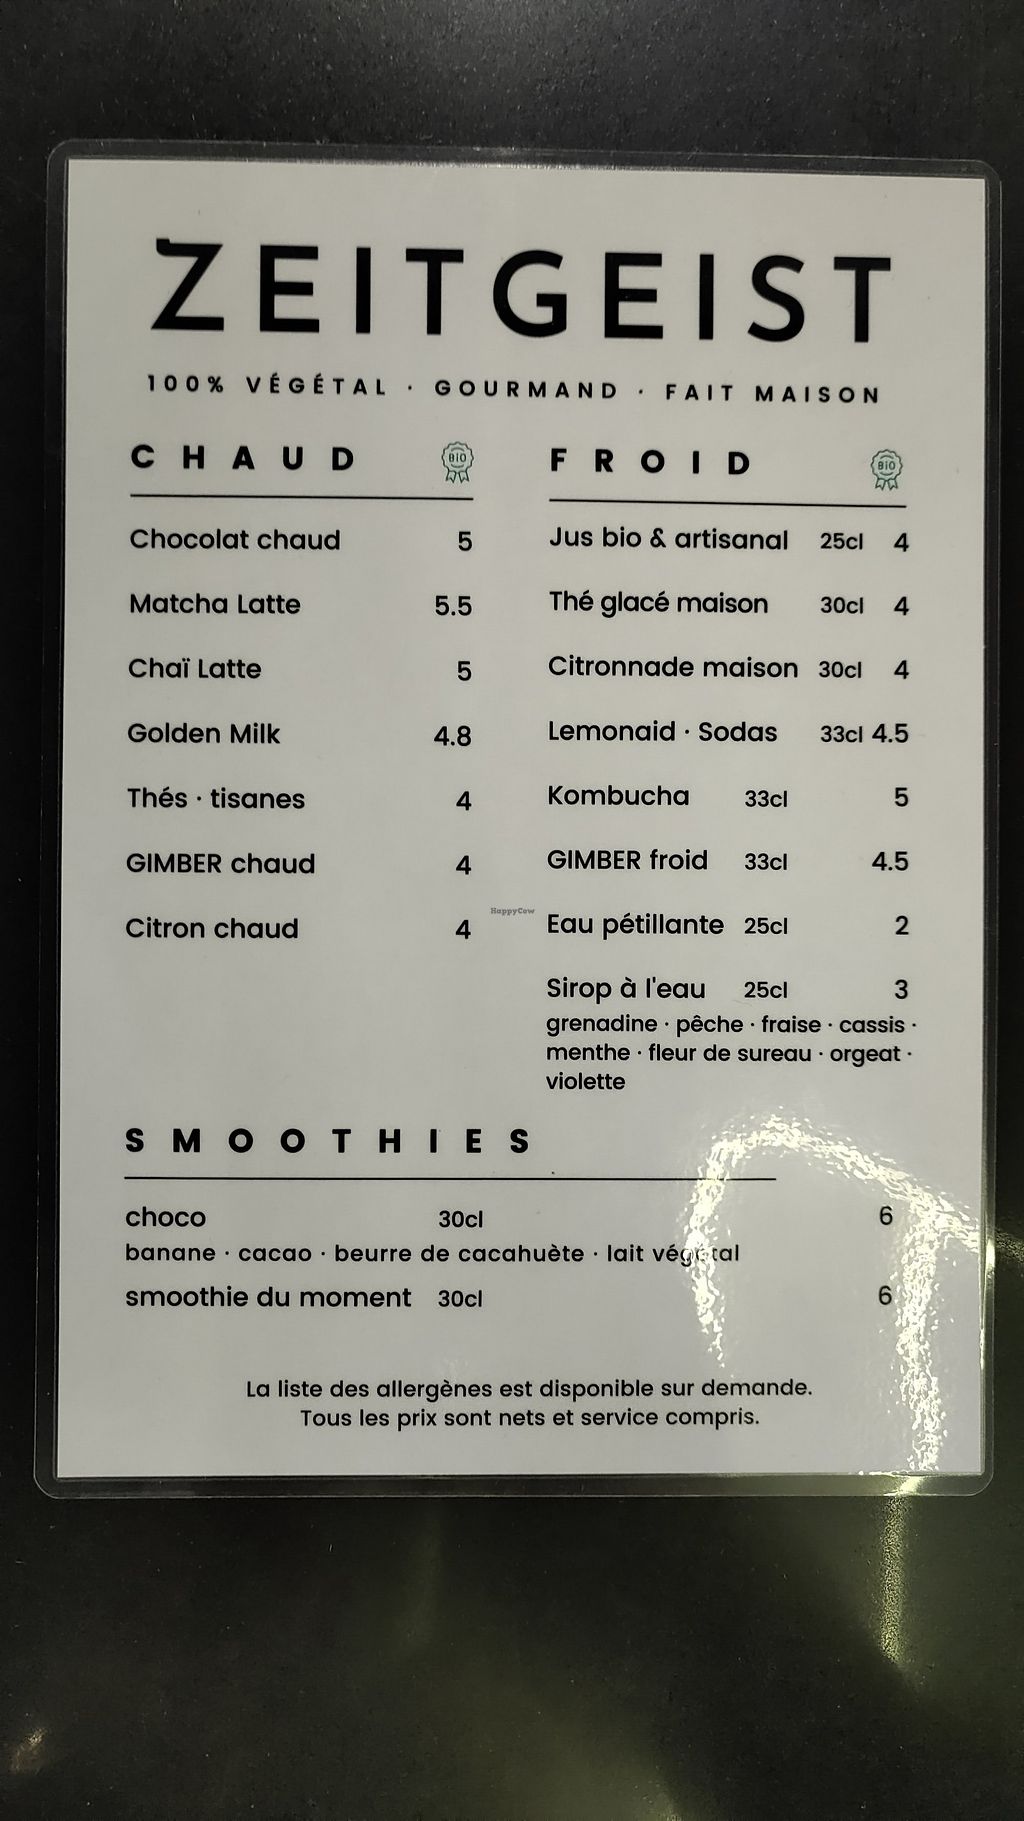 ZEITGEIST
100% VÉGÉTAL · GOURMAND · FAIT MAISON
CHAUD BIO
Chocolat chaud 5
Matcha Latte 5.5
Chaï Latte 5
Golden Milk 4.8
Thés · tisanes 4
GIMBER chaud 4
Citron chaud 4
FROID BIO
Jus bio & artisanal 25cl 4
Thé glacé maison 30cl 4
Citronnade maison 30cl 4
Lemonaid · Sodas 33cl 4.5
Kombucha 33cl 5
GIMBER froid 33cl 4.5
Eau pétillante 25cl 2
Sirop à l'eau 25cl 3
grenadine · pêche · fraise · cassis ·
menthe · fleur de sureau · orgeat ·
violette
HappyCow
SMOOTHIES
choco 30cl 6
banane · cacao · beurre de cacahuète · lait végétal
smoothie du moment 30cl 6
La liste des allergènes est disponible sur demande.
Tous les prix sont nets et service compris.